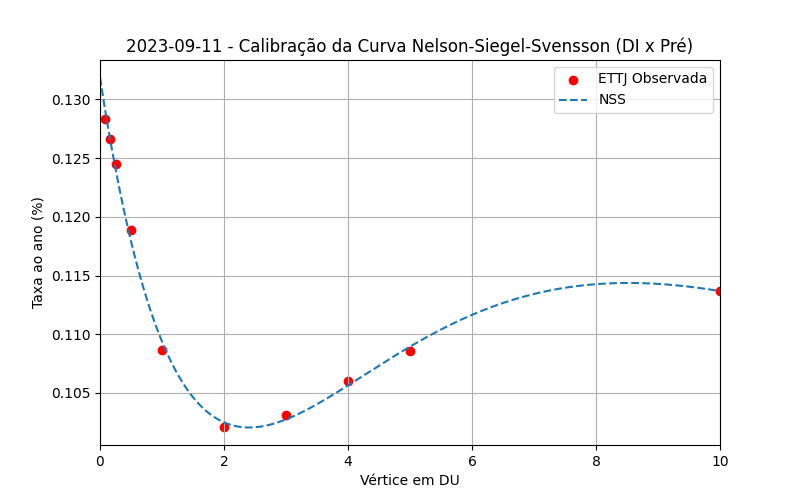 2023-09-11 - Calibração da Curva Nelson-Siegel-Svensson (DI x Pré)
ETTJ Observada
NSS
Taxa ao ano (%)
0.130
0.125
0.120
0.115
0.110
0.105
0 2 4 6 8 10
Vértice em DU